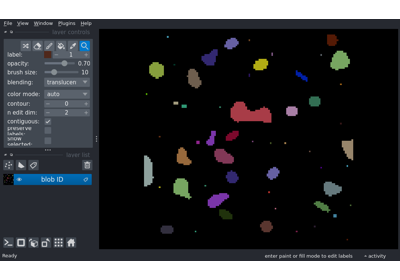 File View Window Plugins Help
layer controls
label: 1
opacity: 0.70
brush size: 10
blending: translucen
color mode: auto
contour: 0
n edit dim: 2
contiguous:
preserve
labels:
show
selected:
layer list
blob ID
Ready
enter paint or fill mode to edit labels
activity